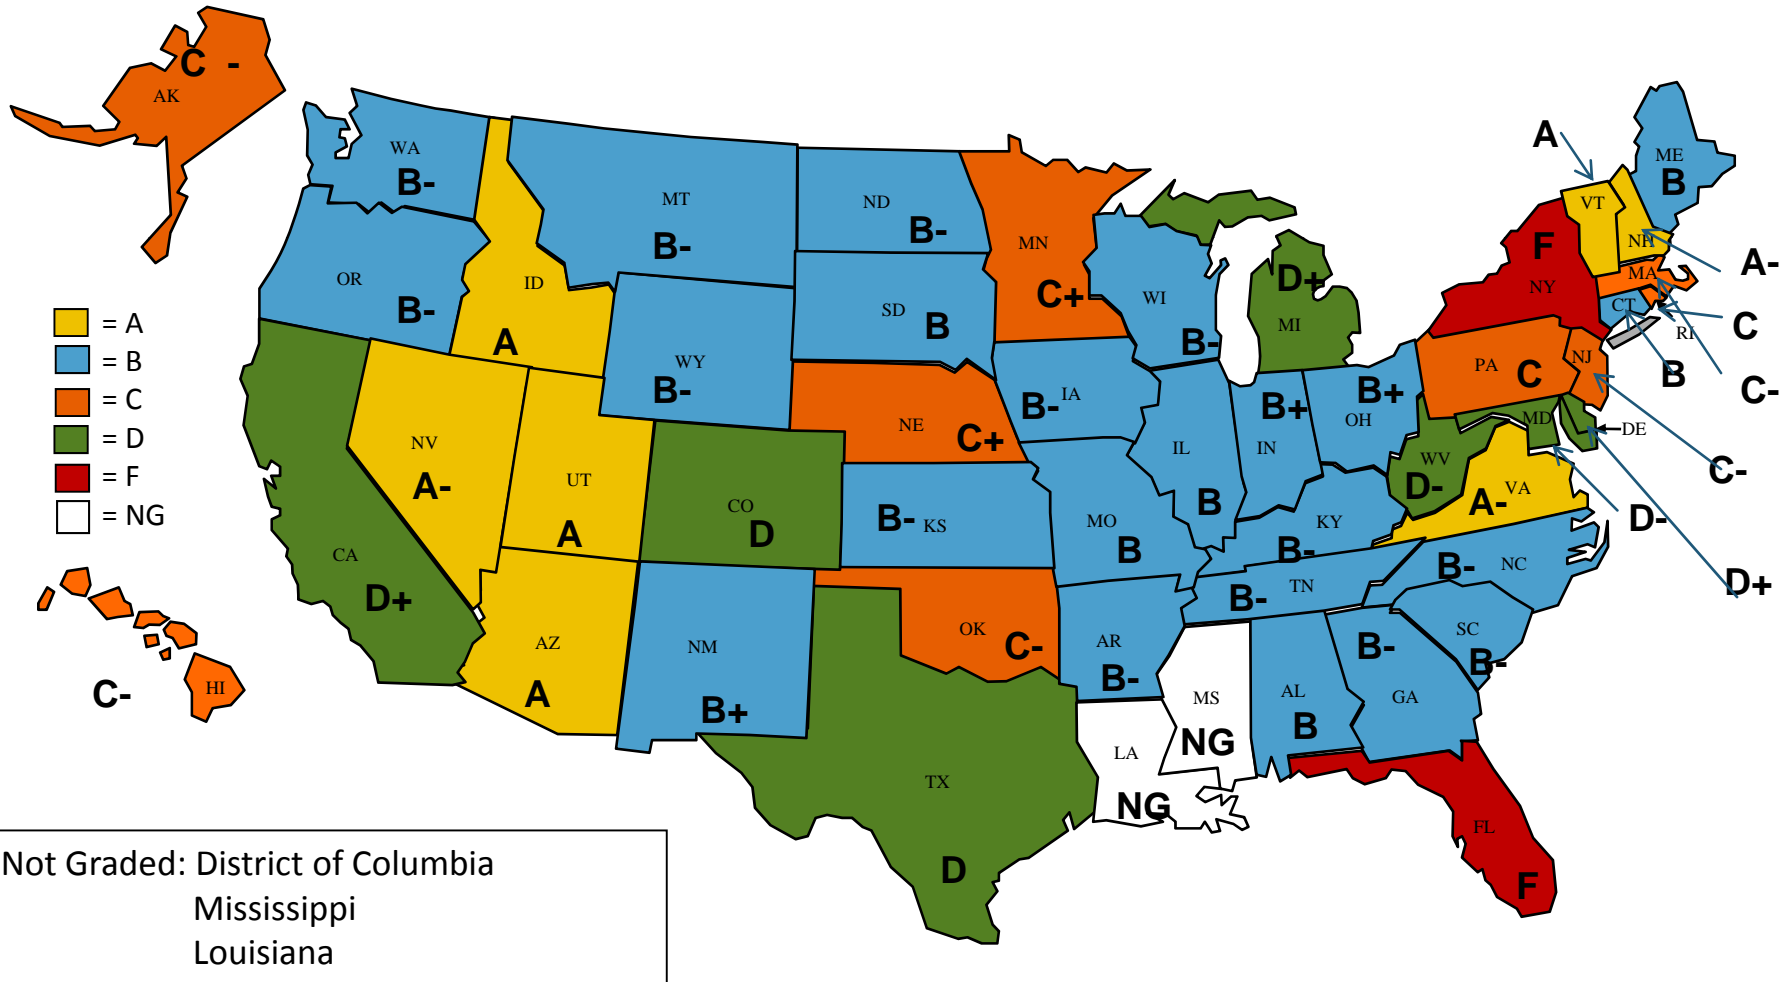 C -
AK
WA
B-
MT
B-
ND
B-
MN
C+
OR
B-
ID
A
SD
B
WI
B-
D+
MI
A
VT
ME
B
NH
A-
F
NY
MA
CT
RI
C
B
C-
= A
= B
= C
= D
= F
= NG
WY
B-
NE
C+
B-
IA
IL
B
B+
IN
B+
OH
PA
C
NJ
C-
MD
DE
D-
D+
WV
D-
VA
A-
NV
A-
UT
A
CO
D
B-
KS
MO
B
KY
B-
CA
D+
AZ
A
NM
B+
OK
C-
AR
B-
B-
TN
B-
NC
SC
B-
B-
GA
AL
B
MS
NG
LA
NG
TX
D
FL
F
C-
HI
Not Graded: District of Columbia
Mississippi
Louisiana